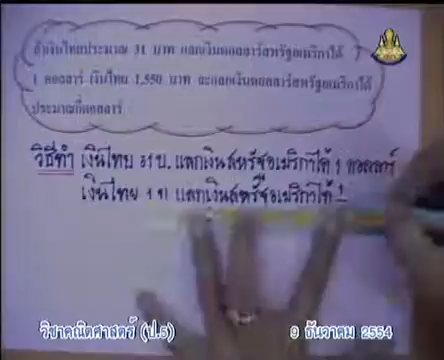 ถ้าเงินไทยประมาณ 31 บาท แลกเงินดอลลาร์สหรัฐอเมริกาได้
1 ดอลลาร์ เงินไทย 1,550 บาท จะแลกเงินดอลลาร์สหรัฐอเมริกาได้
ประมาณกี่ดอลลาร์
วิธีทำ เงินไทย 31 บ. แลกเงินสหรัฐอเมริกาได้ 1 ดอลลาร์
เงินไทย 1 บ. แลกเงินสหรัฐอเมริกาได้ 1
วิชาคณิตศาสตร์ (ป.5)
9 ธันวาคม 2554